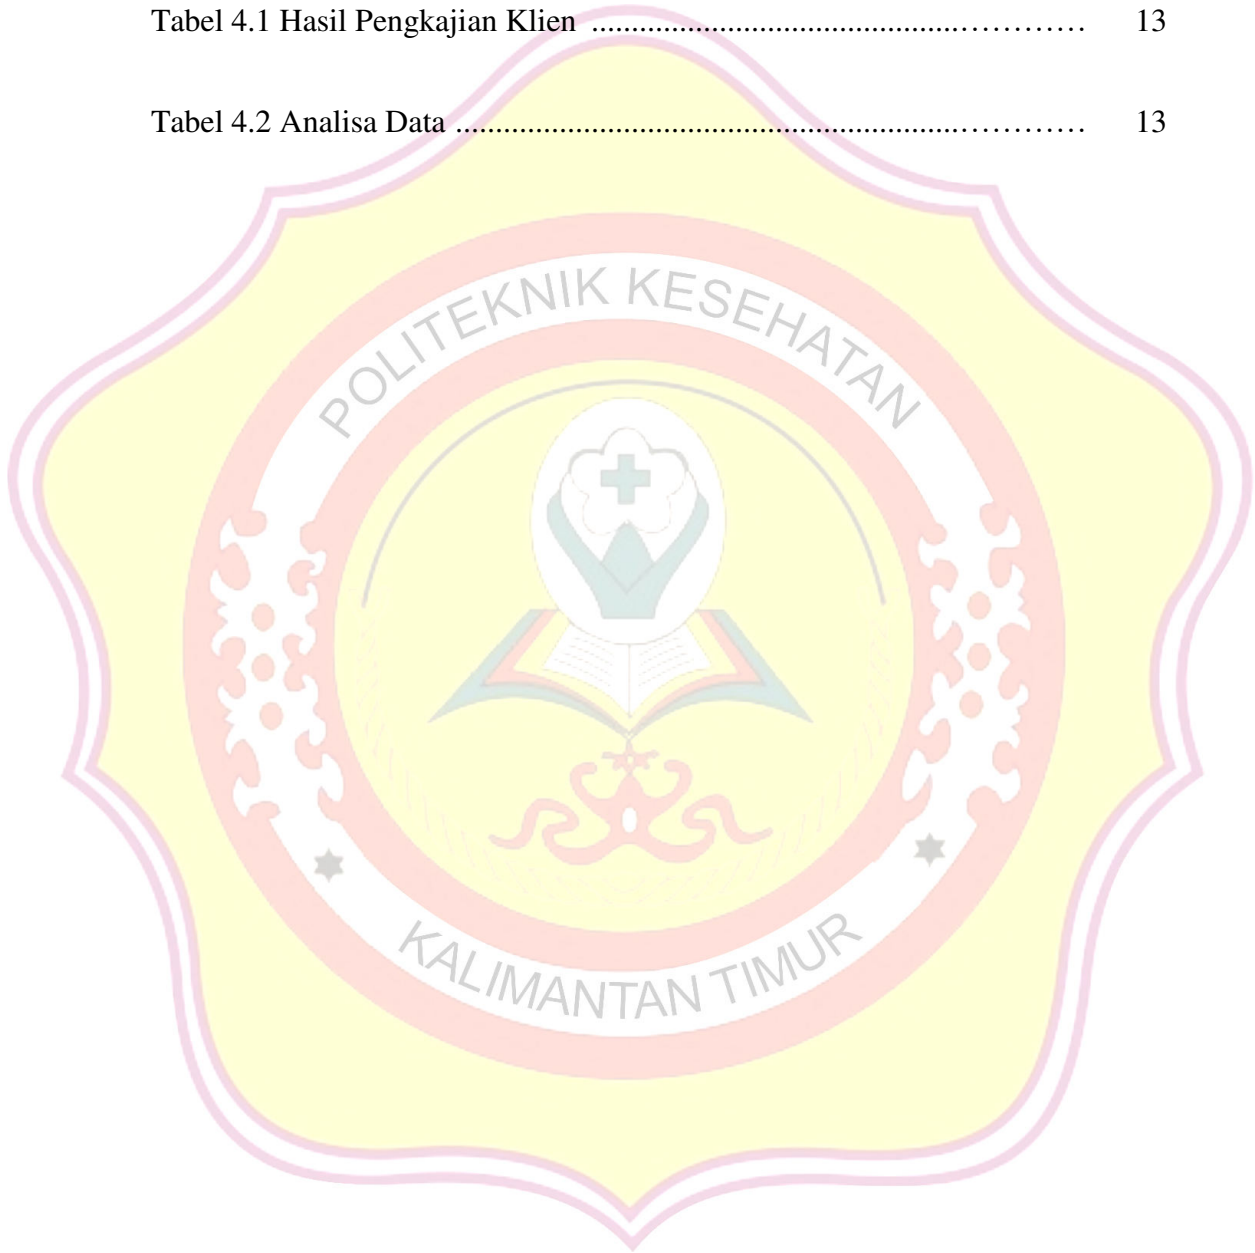 Tabel 4.1 Hasil Pengkajian Klien ............................................………… 13
Tabel 4.2 Analisa Data .............................................................………… 13
POLITEKNIK KESEHATAN
KALIMANTAN TIMUR